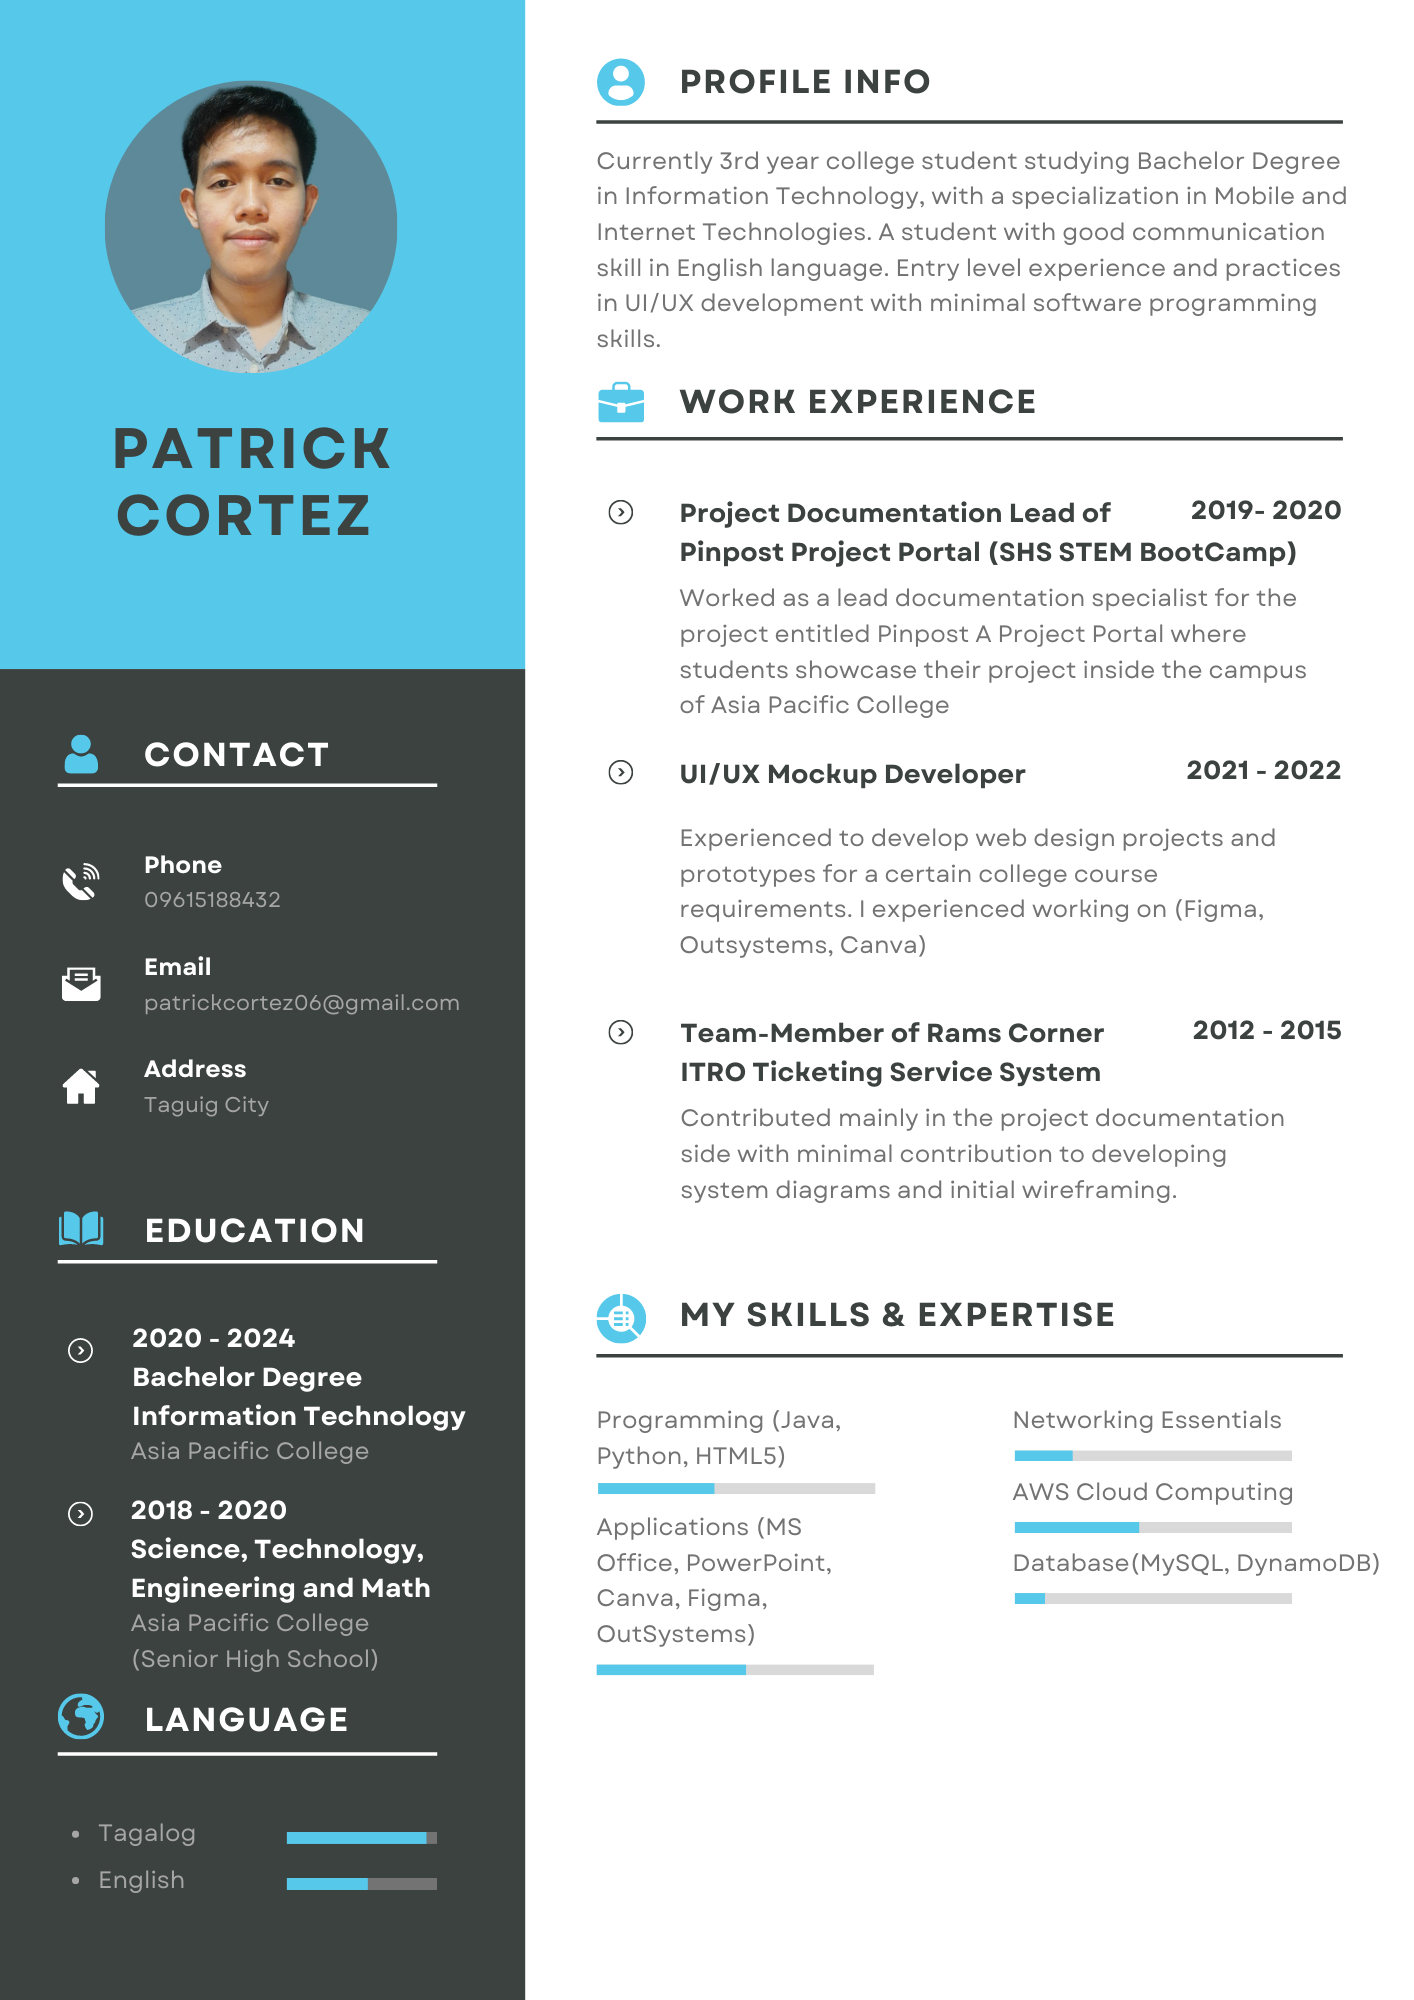 PATRICK
CORTEZ
CONTACT
Phone
09615188432
Email
patrickcortez06@gmail.com
Address
Taguig City
EDUCATION
2020 - 2024
Bachelor Degree
Information Technology
Asia Pacific College
2018 - 2020
Science, Technology,
Engineering and Math
Asia Pacific College
(Senior High School)
LANGUAGE
• Tagalog
• English
PROFILE INFO
Currently 3rd year college student studying Bachelor Degree
in Information Technology, with a specialization in Mobile and
Internet Technologies. A student with good communication
skill in English language. Entry level experience and practices
in UI/UX development with minimal software programming
skills.
WORK EXPERIENCE
Project Documentation Lead of 2019- 2020
Pinpost Project Portal (SHS STEM BootCamp)
Worked as a lead documentation specialist for the
project entitled Pinpost A Project Portal where
students showcase their project inside the campus
of Asia Pacific College
UI/UX Mockup Developer 2021 - 2022
Experienced to develop web design projects and
prototypes for a certain college course
requirements. I experienced working on (Figma,
Outsystems, Canva)
Team-Member of Rams Corner 2012 - 2015
ITRO Ticketing Service System
Contributed mainly in the project documentation
side with minimal contribution to developing
system diagrams and initial wireframing.
MY SKILLS & EXPERTISE
Programming (Java,
Python, HTML5)
Applications (MS
Office, PowerPoint,
Canva, Figma,
OutSystems)
Networking Essentials
AWS Cloud Computing
Database(MySQL, DynamoDB)